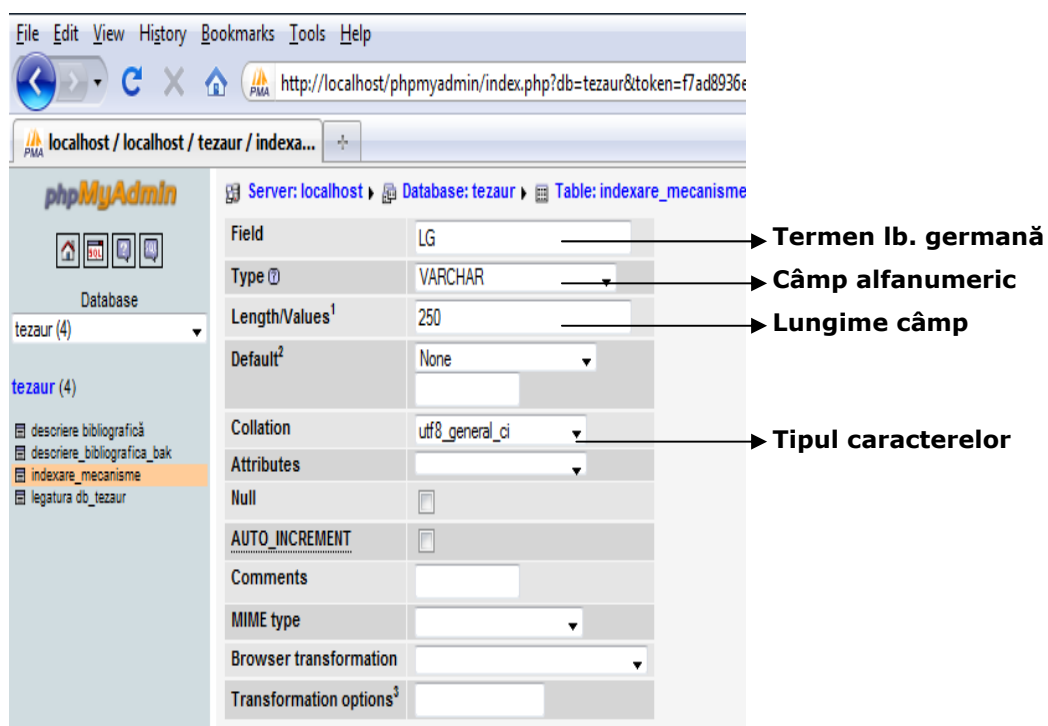 File Edit View History Bookmarks Tools Help
PMA http://localhost/phpmyadmin/index.php?db=tezaur&token=f7ad8936e
PMA localhost / localhost / tezaur / indexa...
phpMyAdmin
SQL
Database
tezaur (4)
tezaur (4)
descriere bibliografică
descriere_bibliografica_bak
indexare_mecanisme
legatura db_tezaur
Server: localhost Database: tezaur Table: indexare_mecanisme
Field LG Termen lb. germană
Type VARCHAR Câmp alfanumeric
Length/Values¹ 250 Lungime câmp
Default² None
Collation utf8_general_ci Tipul caracterelor
Attributes
Null
AUTO_INCREMENT
Comments
MIME type
Browser transformation
Transformation options³